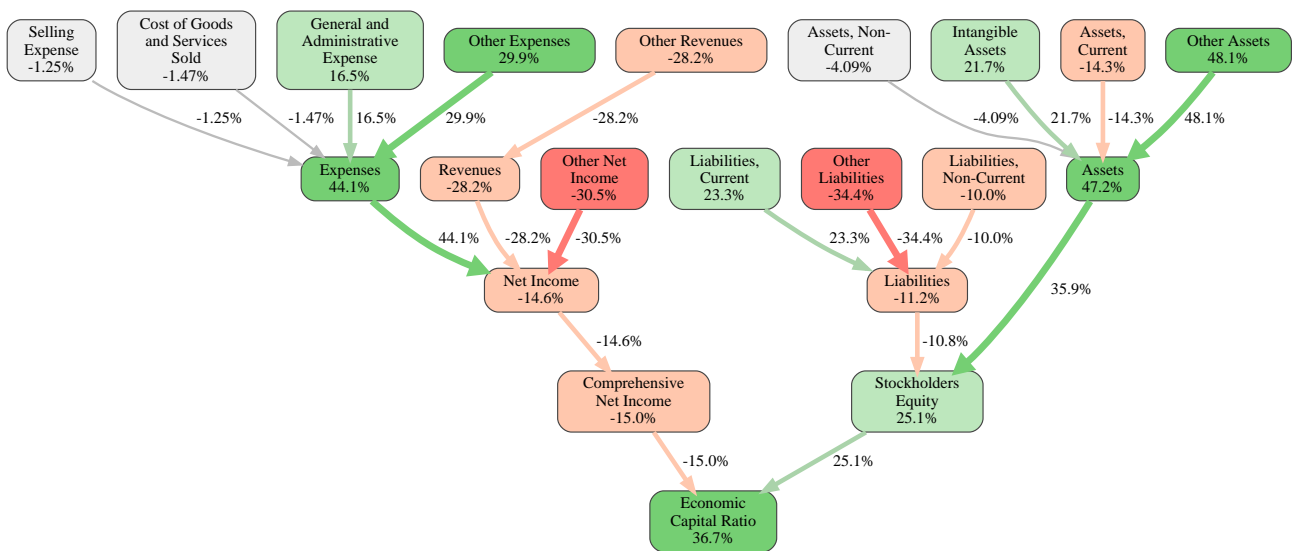 Selling
Expense
-1.25%
Cost of Goods
and Services
Sold
-1.47%
General and
Administrative
Expense
16.5%
Other Expenses
29.9%
Other Revenues
-28.2%
Assets, Non-
Current
-4.09%
Intangible
Assets
21.7%
Assets,
Current
-14.3%
Other Assets
48.1%
-1.25%
-1.47%
16.5%
29.9%
-28.2%
-4.09%
21.7%
-14.3%
48.1%
Expenses
44.1%
Revenues
-28.2%
Other Net
Income
-30.5%
Liabilities,
Current
23.3%
Other
Liabilities
-34.4%
Liabilities,
Non-Current
-10.0%
Assets
47.2%
44.1%
-28.2%
-30.5%
23.3%
-34.4%
-10.0%
35.9%
Net Income
-14.6%
Liabilities
-11.2%
-14.6%
-10.8%
Comprehensive
Net Income
-15.0%
Stockholders
Equity
25.1%
-15.0%
25.1%
Economic
Capital Ratio
36.7%